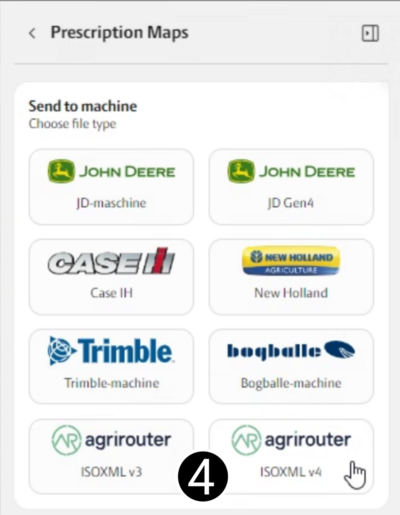 Prescription Maps
Send to machine
Choose file type
JOHN DEERE
JD-maschine
JOHN DEERE
JD Gen4
CASE IH
Case IH
NEW HOLLAND
AGRICULTURE
New Holland
Trimble
Trimble-machine
bogballe
Bogballe-machine
AR agrirouter
ISOXML v3
AR agrirouter
ISOXML v4
4